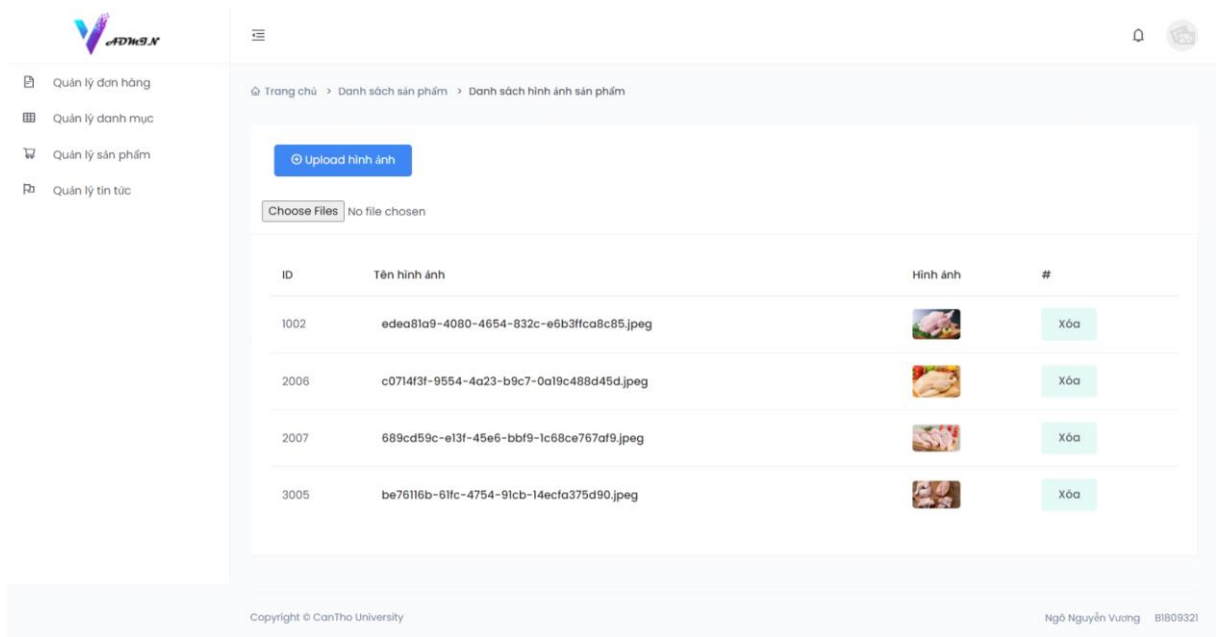 ADMIN
Quản lý đơn hàng
Quản lý danh mục
Quản lý sản phẩm
Quản lý tin tức
Trang chủ > Danh sách sản phẩm > Danh sách hình ảnh sản phẩm
Upload hình ảnh
Choose Files No file chosen
ID Tên hình ảnh Hình ảnh #
1002 edea81a9-4080-4654-832c-e6b3ffca8c85.jpeg Xóa
2006 c0714f3f-9554-4a23-b9c7-0a19c488d45d.jpeg Xóa
2007 689cd59c-e13f-45e6-bbf9-1c68ce767af9.jpeg Xóa
3005 be76116b-61fc-4754-91cb-14ecfa375d90.jpeg Xóa
Copyright © CanTho University Ngô Nguyễn Vương B1809321